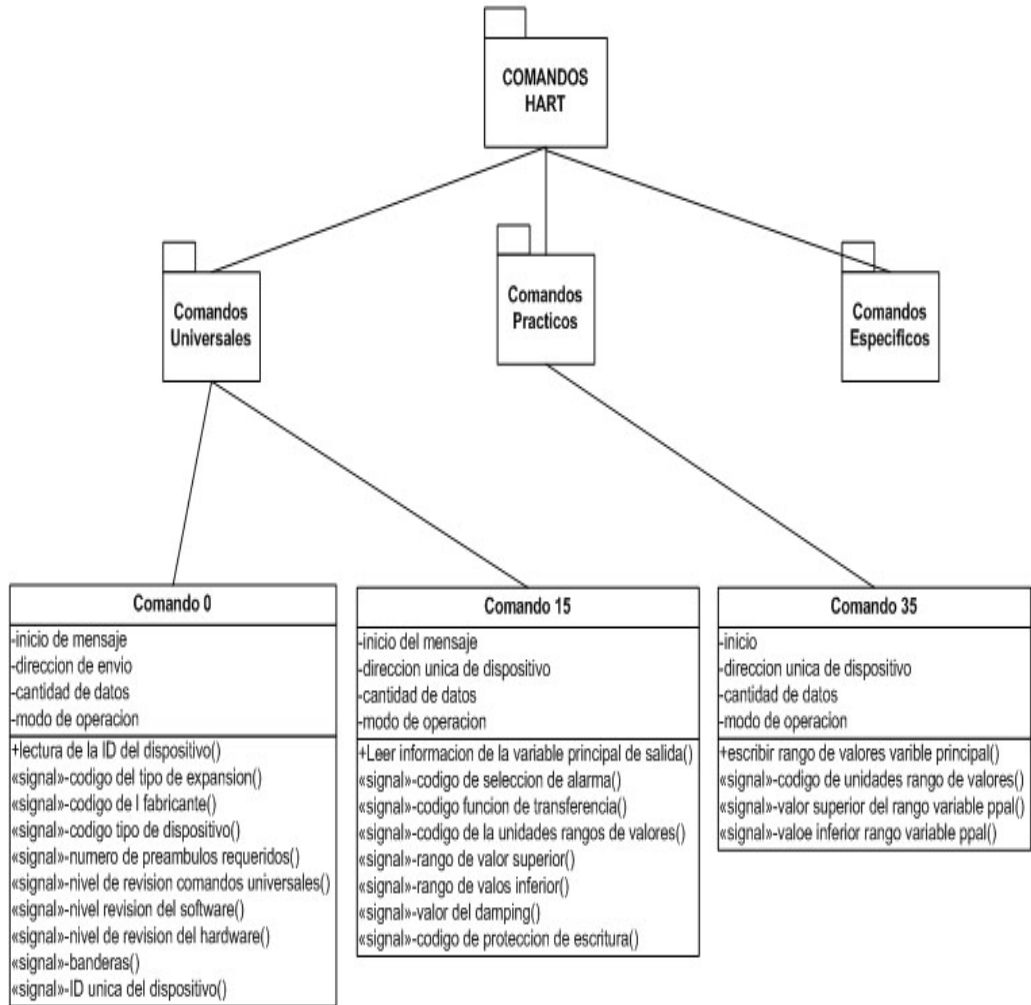 COMANDOS
HART
Comandos
Universales
Comandos
Practicos
Comandos
Especificos
Comando 0
-inicio de mensaje
-direccion de envio
-cantidad de datos
-modo de operacion
+lectura de la ID del dispositivo()
«signal»-codigo del tipo de expansion()
«signal»-codigo de l fabricante()
«signal»-codigo tipo de dispositivo()
«signal»-numero de preambulos requeridos()
«signal»-nivel de revision comandos universales()
«signal»-nivel revision del software()
«signal»-nivel de revision del hardware()
«signal»-banderas()
«signal»-ID unica del dispositivo()
Comando 15
-inicio del mensaje
-direccion unica de dispositivo
-cantidad de datos
-modo de operacion
+Leer informacion de la variable principal de salida()
«signal»-codigo de seleccion de alarma()
«signal»-codigo funcion de transferencia()
«signal»-codigo de la unidades rangos de valores()
«signal»-rango de valor superior()
«signal»-rango de valos inferior()
«signal»-valor del damping()
«signal»-codigo de proteccion de escritura()
Comando 35
-inicio
-direccion unica de dispositivo
-cantidad de datos
-modo de operacion
+escribir rango de valores varible principal()
«signal»-codigo de unidades rango de valores()
«signal»-valor superior del rango variable ppal()
«signal»-valoe inferior rango variable ppal()